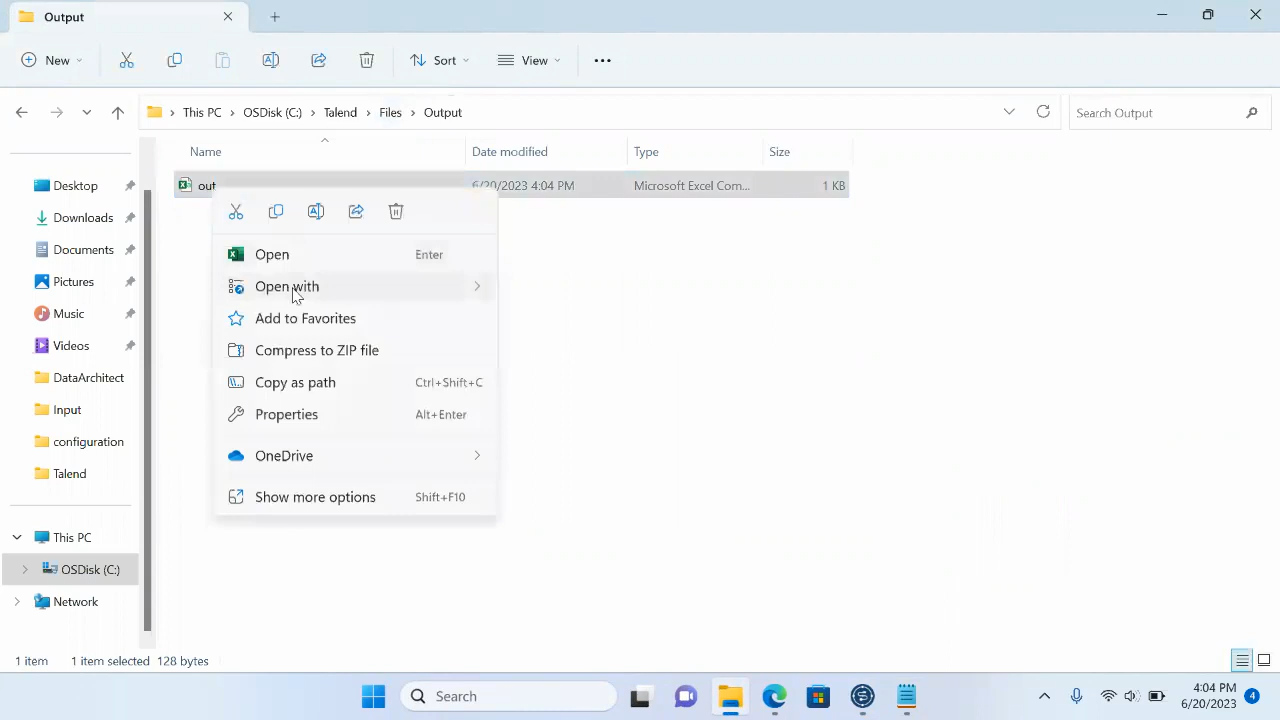 Output
New
Sort
View
This PC > OSDisk (C:) > Talend > Files > Output
Search Output
Name Date modified Type Size
out 6/20/2023 4:04 PM Microsoft Excel Com... 1 KB
Desktop
Downloads
Documents
Pictures
Music
Videos
DataArchitect
Input
configuration
Talend
This PC
OSDisk (C:)
Network
Open Enter
Open with
Add to Favorites
Compress to ZIP file
Copy as path Ctrl+Shift+C
Properties Alt+Enter
OneDrive
Show more options Shift+F10
1 item 1 item selected 128 bytes
Search
4:04 PM
6/20/2023
4